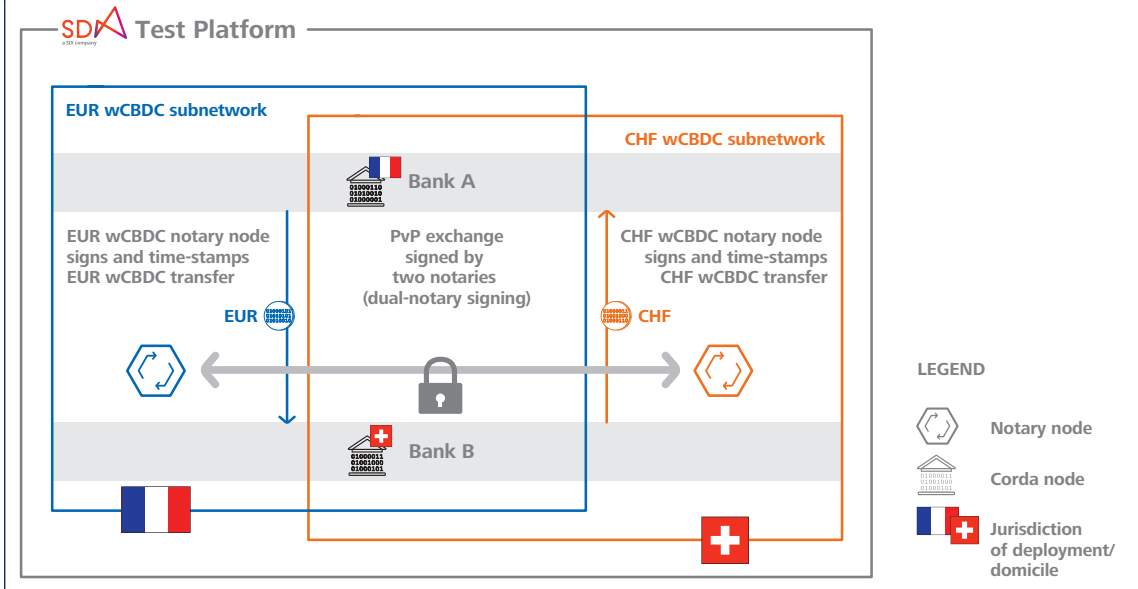 SDX Test Platform
a SIX company
EUR wCBDC subnetwork
CHF wCBDC subnetwork
01000110
01010010
01000001
Bank A
EUR wCBDC notary node
signs and time-stamps
EUR wCBDC transfer
PvP exchange
signed by
two notaries
(dual-notary signing)
CHF wCBDC notary node
signs and time-stamps
CHF wCBDC transfer
EUR
CHF
01000011
01001000
01000101
Bank B
LEGEND
Notary node
01000011
01001000
01000101
Corda node
Jurisdiction
of deployment/
domicile